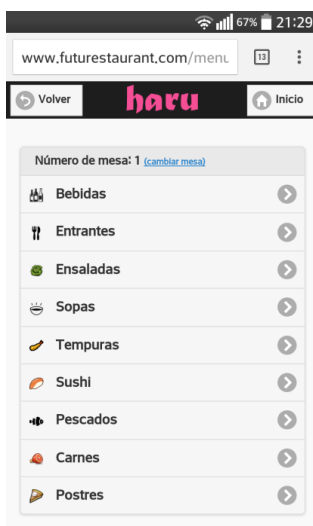 67% 21:29
www.futurestaurant.com/menu 13
Volver haru Inicio
Número de mesa: 1 (cambiar mesa)
Bebidas
Entrantes
Ensaladas
Sopas
Tempuras
Sushi
Pescados
Carnes
Postres